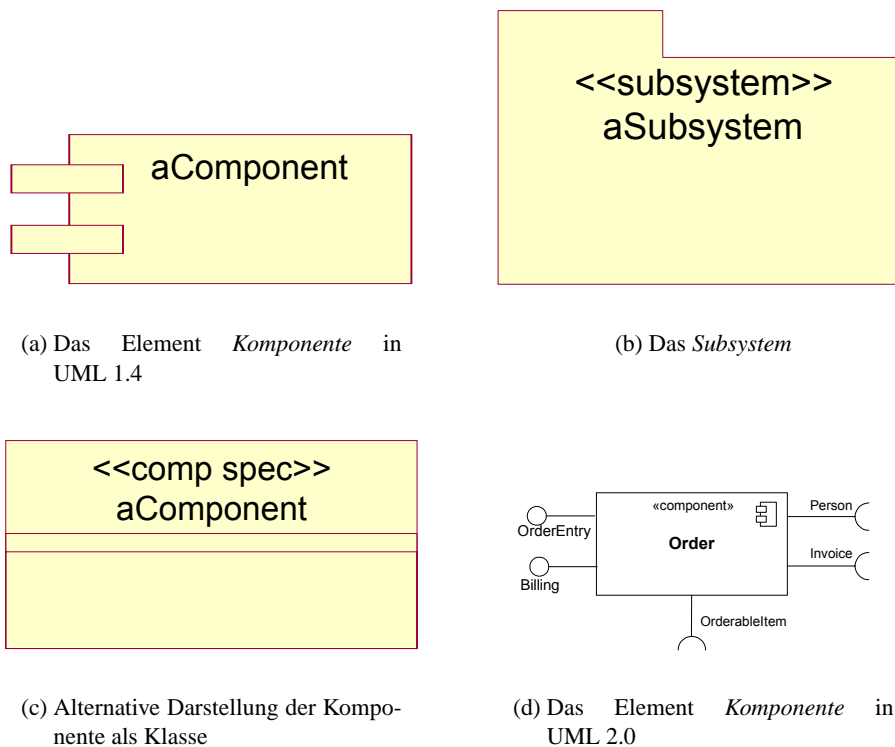 <<subsystem>>
aSubsystem
aComponent
(a) Das Element Komponente in
UML 1.4
(b) Das Subsystem
<<comp spec>>
aComponent
OrderEntry
Billing
«component»
Order
Person
Invoice
OrderableItem
(c) Alternative Darstellung der Kompo-
nente als Klasse
(d) Das Element Komponente in
UML 2.0